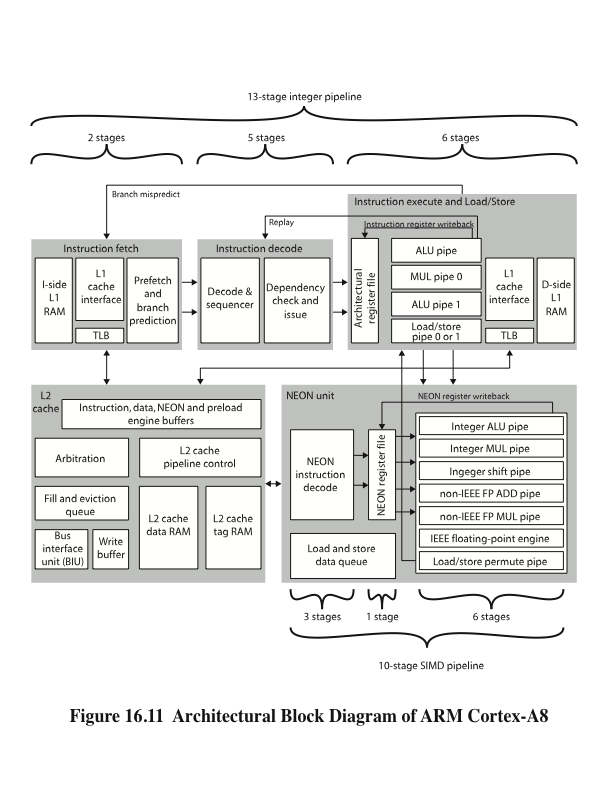 13-stage integer pipeline
2 stages
5 stages
6 stages
Branch mispredict
Instruction execute and Load/Store
Replay
Instruction register writeback
Instruction fetch
I-side
L1
RAM
L1
cache
interface
TLB
Prefetch
and
branch
prediction
Instruction decode
Decode &
sequencer
Dependency
check and
issue
Architectural
register file
ALU pipe
MUL pipe 0
ALU pipe 1
Load/store
pipe 0 or 1
L1
cache
interface
TLB
D-side
L1
RAM
L2
cache
Instruction, data, NEON and preload
engine buffers
Arbitration
L2 cache
pipeline control
Fill and eviction
queue
L2 cache
data RAM
L2 cache
tag RAM
Bus
interface
unit (BIU)
Write
buffer
NEON unit
NEON register writeback
NEON
instruction
decode
NEON register file
Integer ALU pipe
Integer MUL pipe
Ingeger shift pipe
non-IEEE FP ADD pipe
non-IEEE FP MUL pipe
IEEE floating-point engine
Load/store permute pipe
Load and store
data queue
3 stages
1 stage
6 stages
10-stage SIMD pipeline
Figure 16.11 Architectural Block Diagram of ARM Cortex-A8